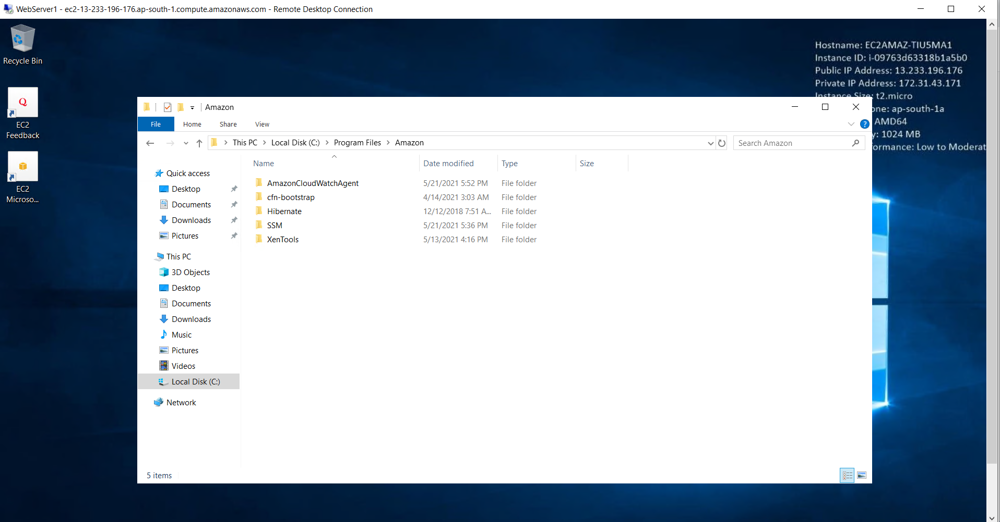 WebServer1 - ec2-13-233-196-176.ap-south-1.compute.amazonaws.com - Remote Desktop Connection
Recycle Bin
EC2
Feedback
EC2
Microso...
Hostname: EC2AMAZ-TIU5MA1
Instance ID: i-09763d63318b1a5b0
Public IP Address: 13.233.196.176
Private IP Address: 172.31.43.171
Instance Size: t2.micro
one: ap-south-1a
AMD64
y: 1024 MB
ormance: Low to Moderat
Amazon
File Home Share View
?
This PC > Local Disk (C:) > Program Files > Amazon
Search Amazon
Name Date modified Type Size
AmazonCloudWatchAgent 5/21/2021 5:52 PM File folder
cfn-bootstrap 4/14/2021 3:03 AM File folder
Hibernate 12/12/2018 7:51 A... File folder
SSM 5/21/2021 5:36 PM File folder
XenTools 5/13/2021 4:16 PM File folder
Quick access
Desktop
Documents
Downloads
Pictures
This PC
3D Objects
Desktop
Documents
Downloads
Music
Pictures
Videos
Local Disk (C:)
Network
5 items